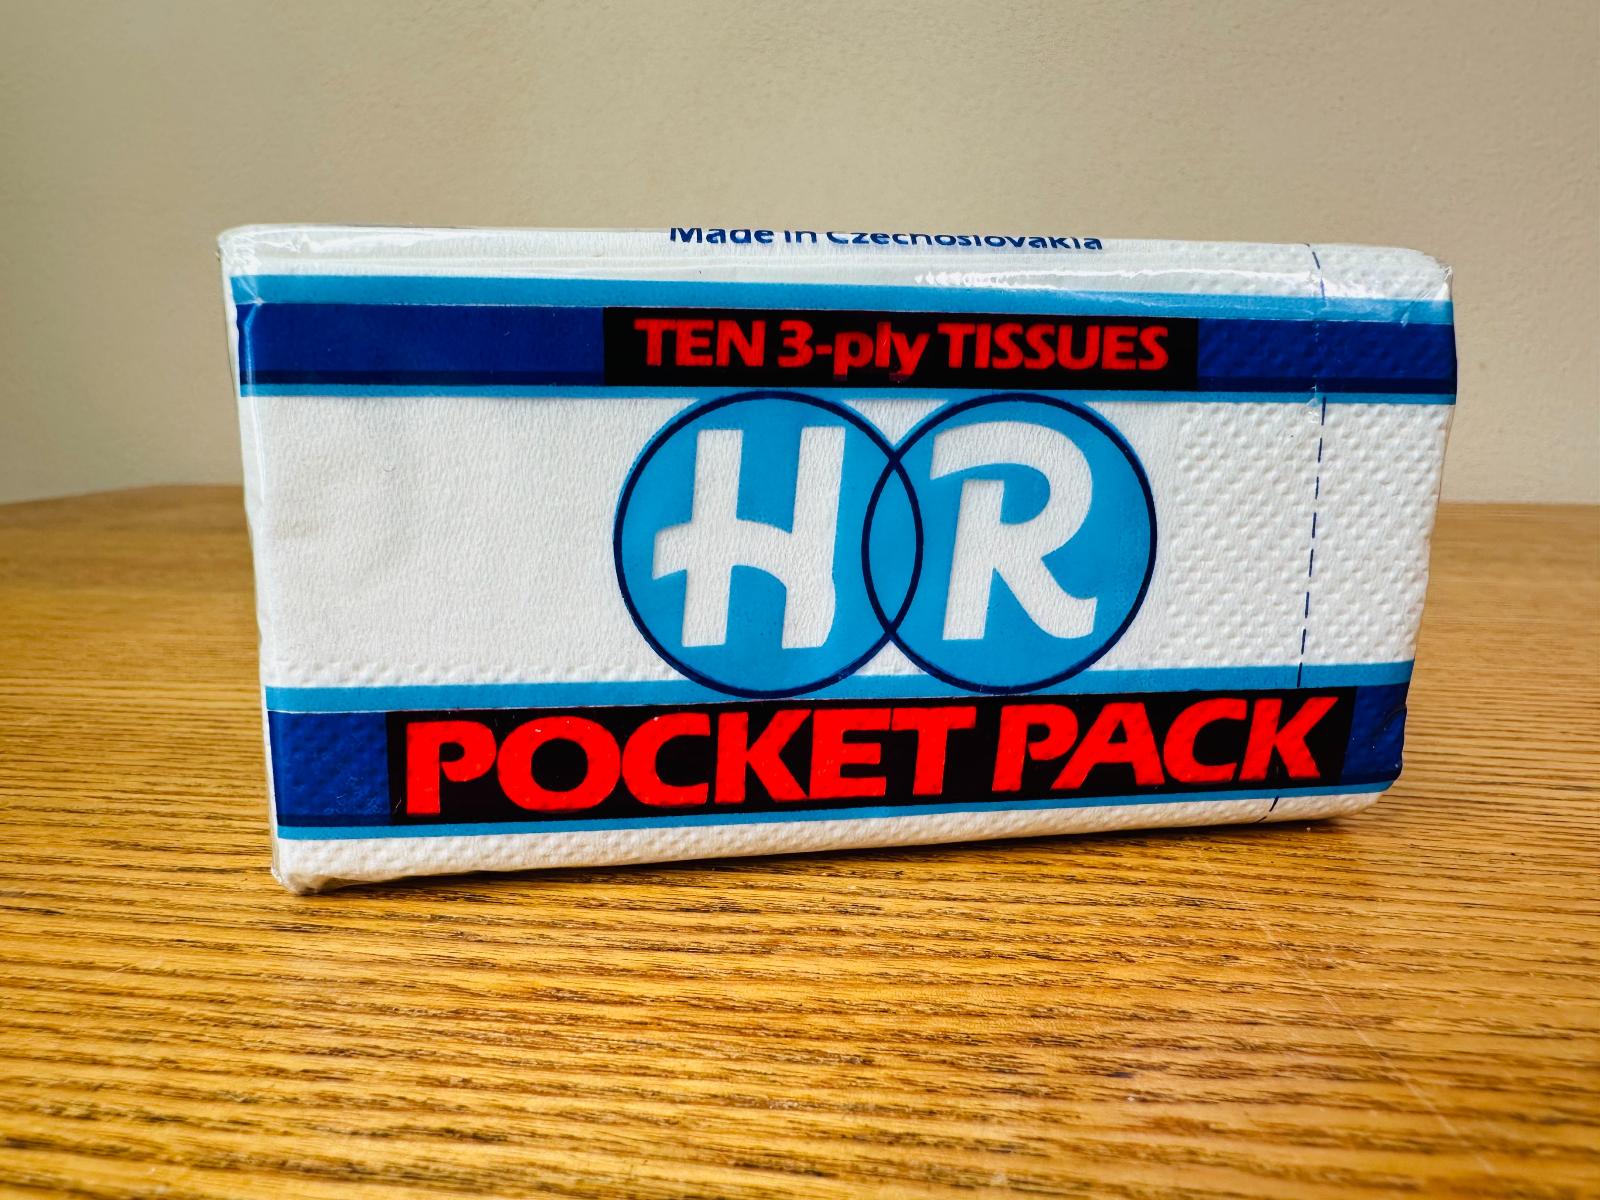 Made in Czechoslovakia
TEN 3-ply TISSUES
HR
POCKET PACK